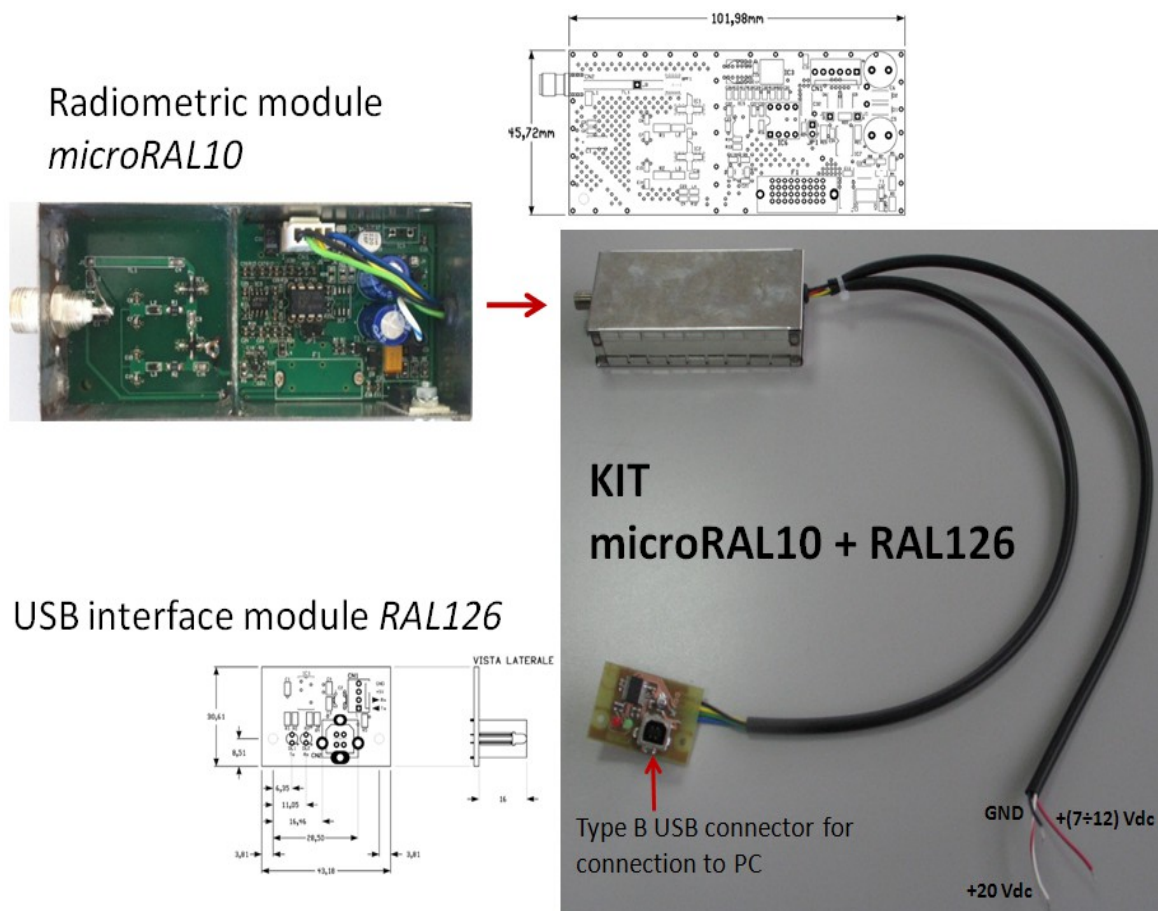 101,98mm
45,72mm
Radiometric module
microRAL10
KIT
microRAL10 + RAL126
USB interface module RAL126
VISTA LATERALE
30,61
8,51
6,35
11,05
16,46
28,50
3,81
3,81
43,18
16
Type B USB connector for
connection to PC
GND
+(7÷12) Vdc
+20 Vdc